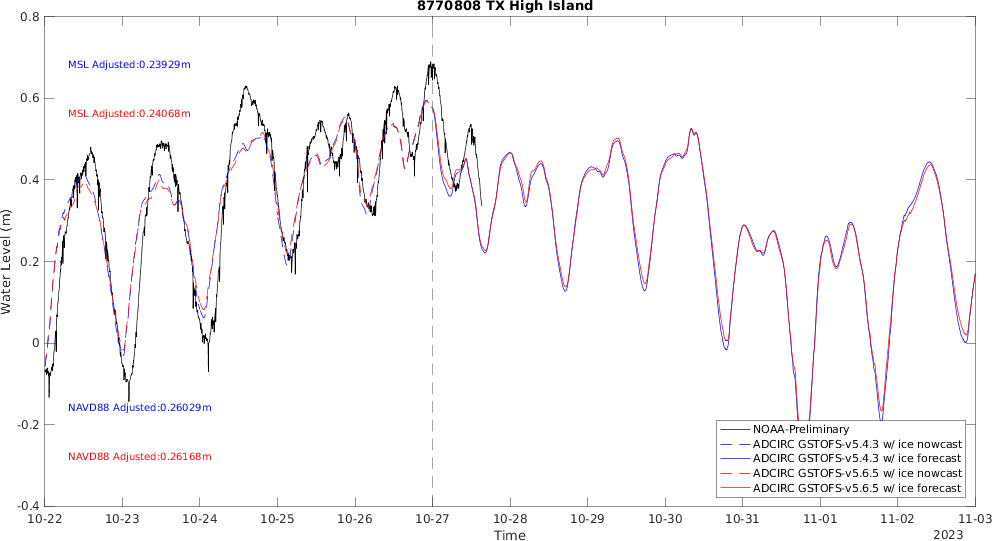 8770808 TX High Island
Water Level (m)
0.8
0.6
0.4
0.2
0
-0.2
-0.4
MSL Adjusted:0.23929m
MSL Adjusted:0.24068m
NAVD88 Adjusted:0.26029m
NAVD88 Adjusted:0.26168m
NOAA-Preliminary
ADCIRC GSTOFS-v5.4.3 w/ ice nowcast
ADCIRC GSTOFS-v5.4.3 w/ ice forecast
ADCIRC GSTOFS-v5.6.5 w/ ice nowcast
ADCIRC GSTOFS-v5.6.5 w/ ice forecast
10-22 10-23 10-24 10-25 10-26 10-27 10-28 10-29 10-30 10-31 11-01 11-02 11-03
Time
2023